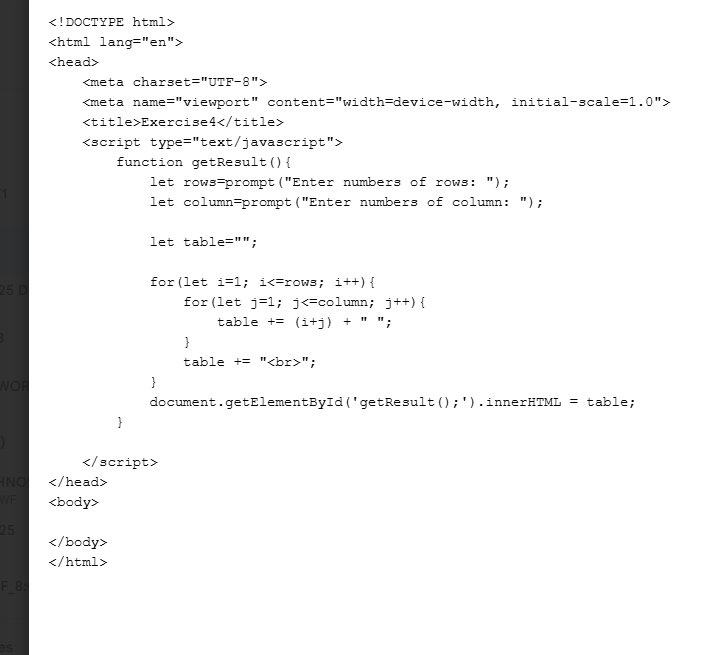 <!DOCTYPE html>
<html lang="en">
<head>
    <meta charset="UTF-8">
    <meta name="viewport" content="width=device-width, initial-scale=1.0">
    <title>Exercise4</title>
    <script type="text/javascript">
        function getResult(){
            let rows=prompt("Enter numbers of rows: ");
            let column=prompt("Enter numbers of column: ");

            let table="";

            for(let i=1; i<=rows; i++){
                for(let j=1; j<=column; j++){
                    table += (i+j) + " ";
                }
                table += "<br>";
            }
            document.getElementById('getResult();').innerHTML = table;
        }

    </script>
</head>
<body>

</body>
</html>